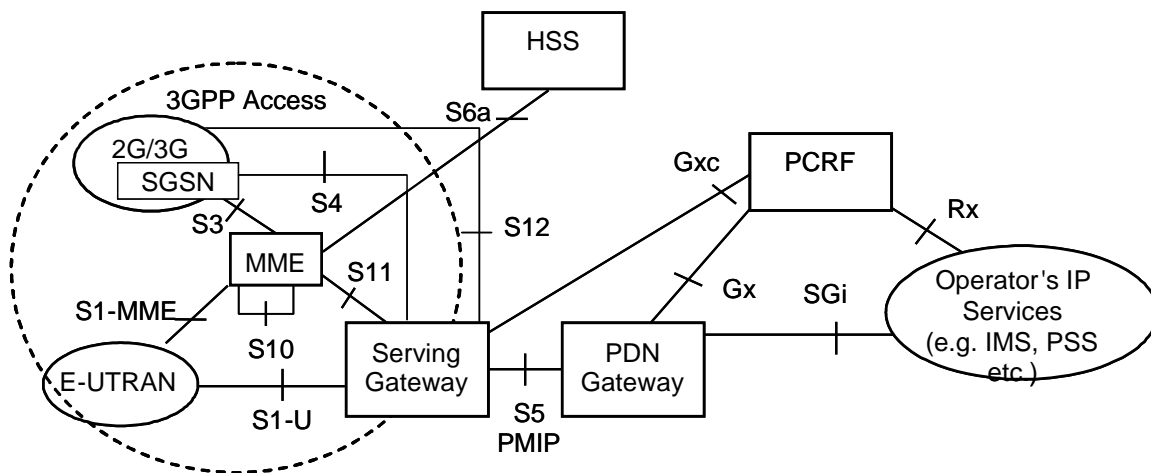 HSS
3GPP Access
S6a
2G/3G
SGSN
S4
S3
Gxc
PCRF
Rx
S12
MME
S11
S1-MME
S10
Gx
SGi
Operator's IP
Services
(e.g. IMS, PSS
etc.)
Serving
Gateway
PDN
Gateway
E-UTRAN
S1-U
S5
PMIP